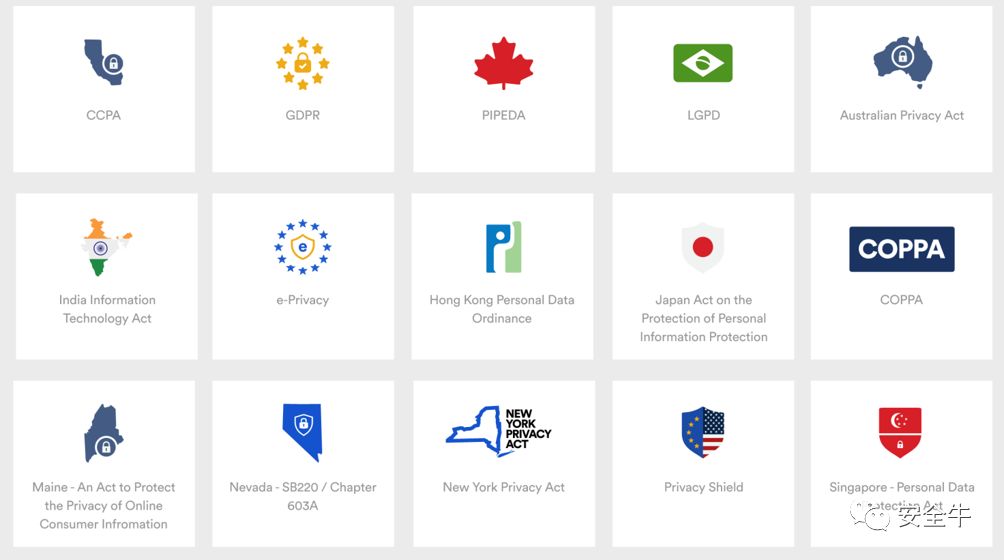 CCPA
GDPR
PIPEDA
LGPD
Australian Privacy Act
e
COPPA
India Information
Technology Act
e-Privacy
Hong Kong Personal Data
Ordinance
Japan Act on the
Protection of Personal
Information Protection
COPPA
NEW
YORK
PRIVACY
ACT
Maine - An Act to Protect
the Privacy of Online
Consumer Infromation
Nevada - SB220 / Chapter
603A
New York Privacy Act
Privacy Shield
Singapore - Personal Data
Protection Act
安全牛